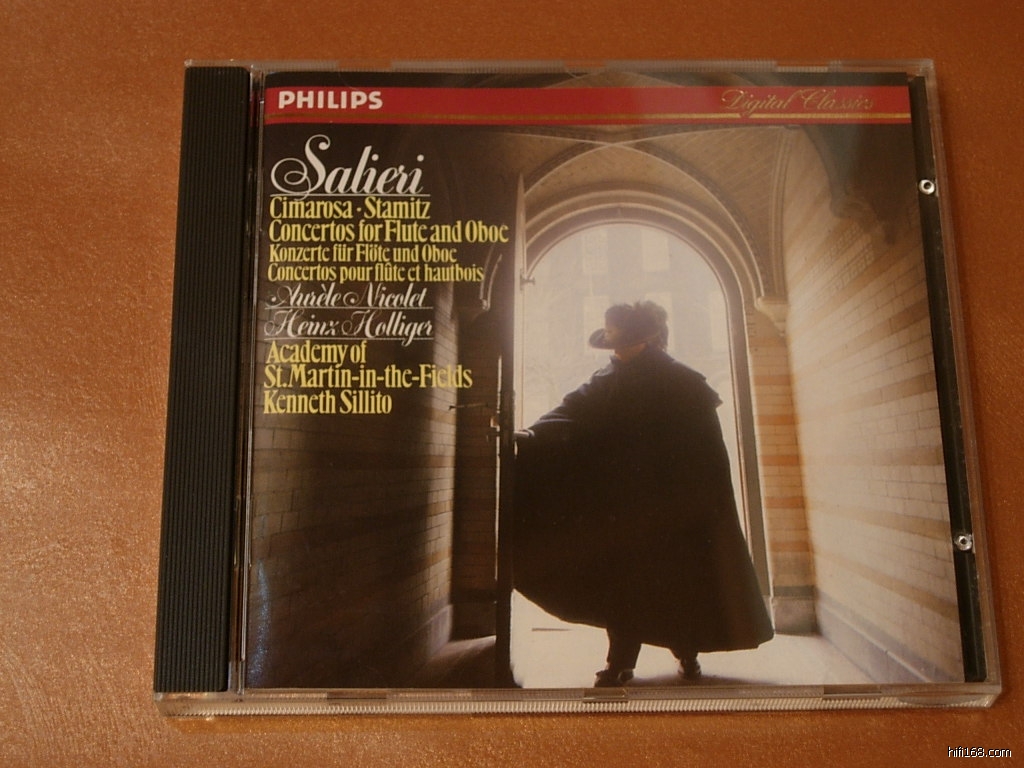 PHILIPS
Digital Classics
Salieri
Cimarosa · Stamitz
Concertos for Flute and Oboe
Konzerte für Flöte und Oboe
Concertos pour flûte et hautbois
Aurèle Nicolet
Heinz Holliger
Academy of
St. Martin-in-the-Fields
Kenneth Sillito
hifi168.com